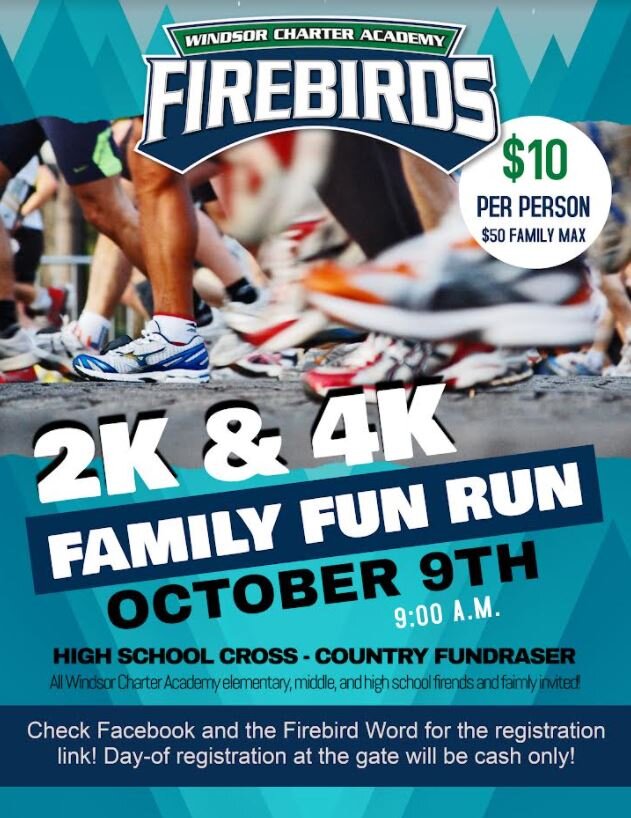 WINDSOR CHARTER ACADEMY
FIREBIRDS
$10
PER PERSON
$50 FAMILY MAX
2K & 4K
FAMILY FUN RUN
OCTOBER 9TH
9:00 A.M.
HIGH SCHOOL CROSS - COUNTRY FUNDRASER
All Windsor Charter Academy elementary, middle, and high school firends and faimly invited!
Check Facebook and the Firebird Word for the registration
link! Day-of registration at the gate will be cash only!